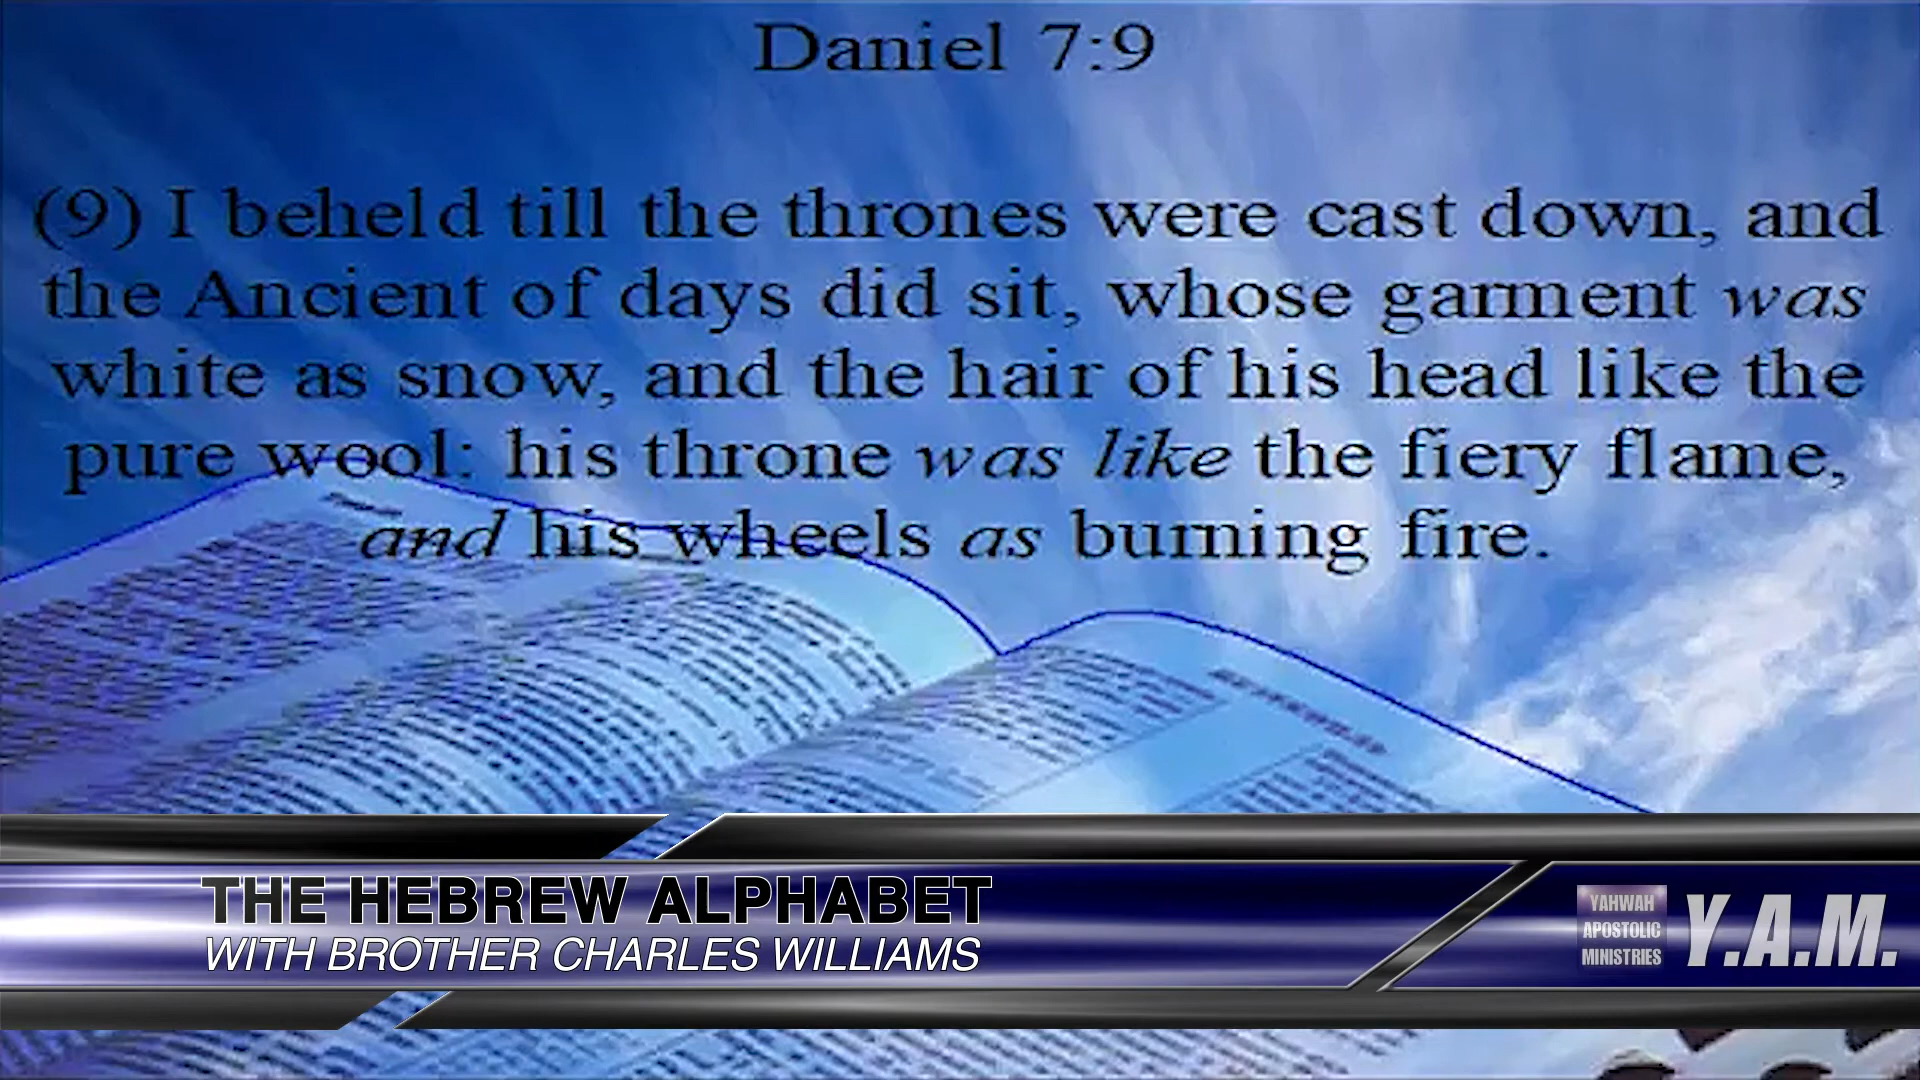 Daniel 7:9
(9) I beheld till the thrones were cast down, and
the Ancient of days did sit, whose garment was
white as snow, and the hair of his head like the
pure wool: his throne was like the fiery flame,
and his wheels as burning fire.
THE HEBREW ALPHABET
WITH BROTHER CHARLES WILLIAMS
YAHWAH
APOSTOLIC
MINISTRIES
Y.A.M.